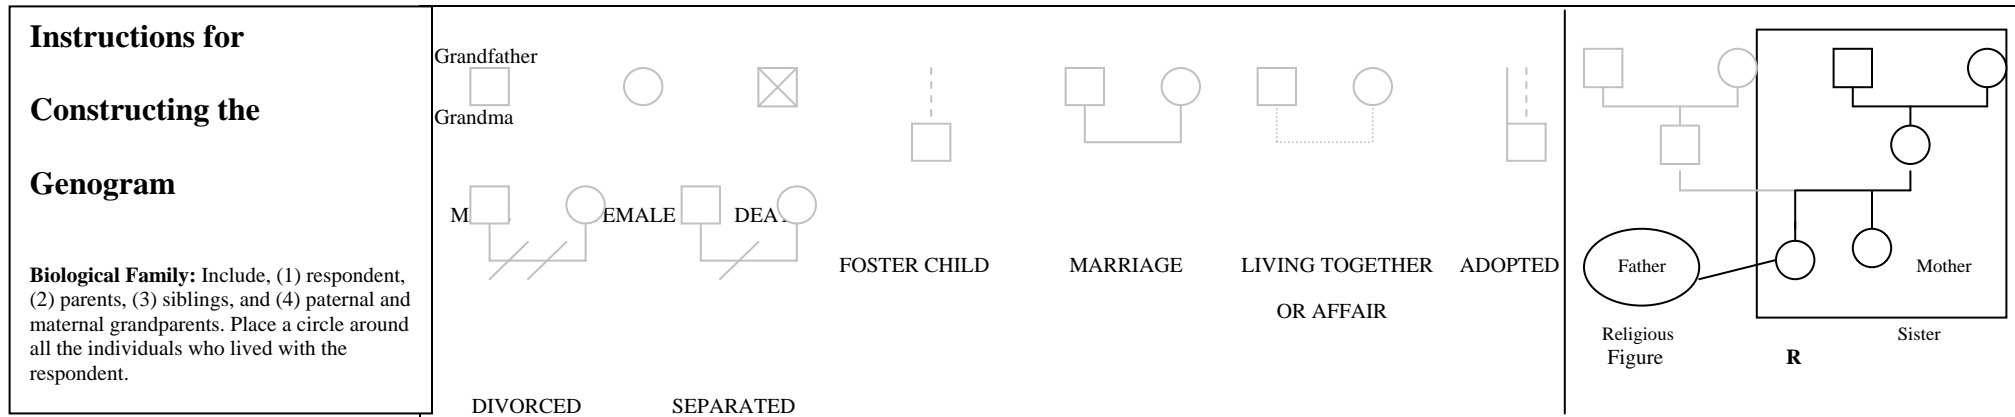 Instructions for
Constructing the
Genogram
Biological Family: Include, (1) respondent,
(2) parents, (3) siblings, and (4) paternal and
maternal grandparents. Place a circle around
all the individuals who lived with the
respondent.
Grandfather
Grandma
FOSTER CHILD
MARRIAGE
LIVING TOGETHER
OR AFFAIR
ADOPTED
DIVORCED
SEPARATED
Father
Mother
Religious
Figure
Sister
R